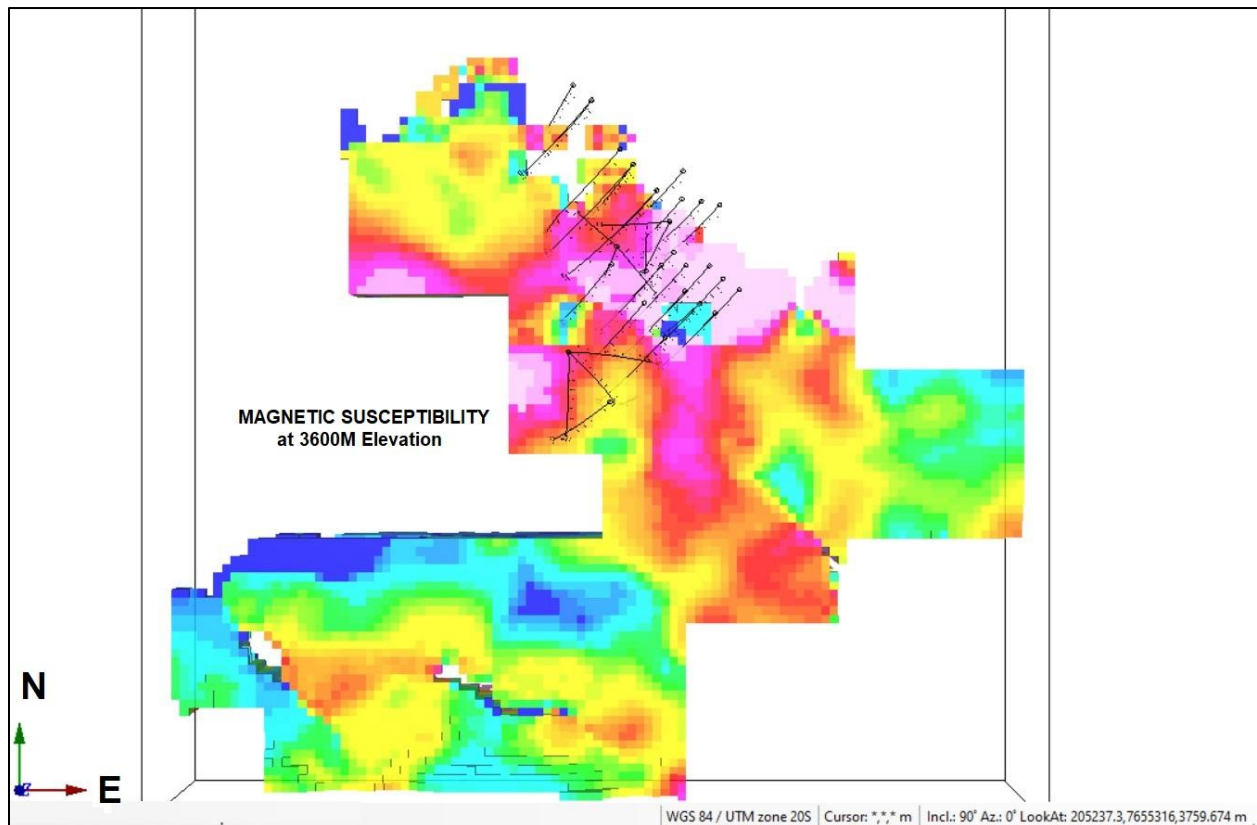 MAGNETIC SUSCEPTIBILITY
at 3600M Elevation
N
E
WGS 84 / UTM zone 20S Cursor: *,*,* m Incl.: 90° Az.: 0° LookAt: 205237.3,7655316,3759.674 m